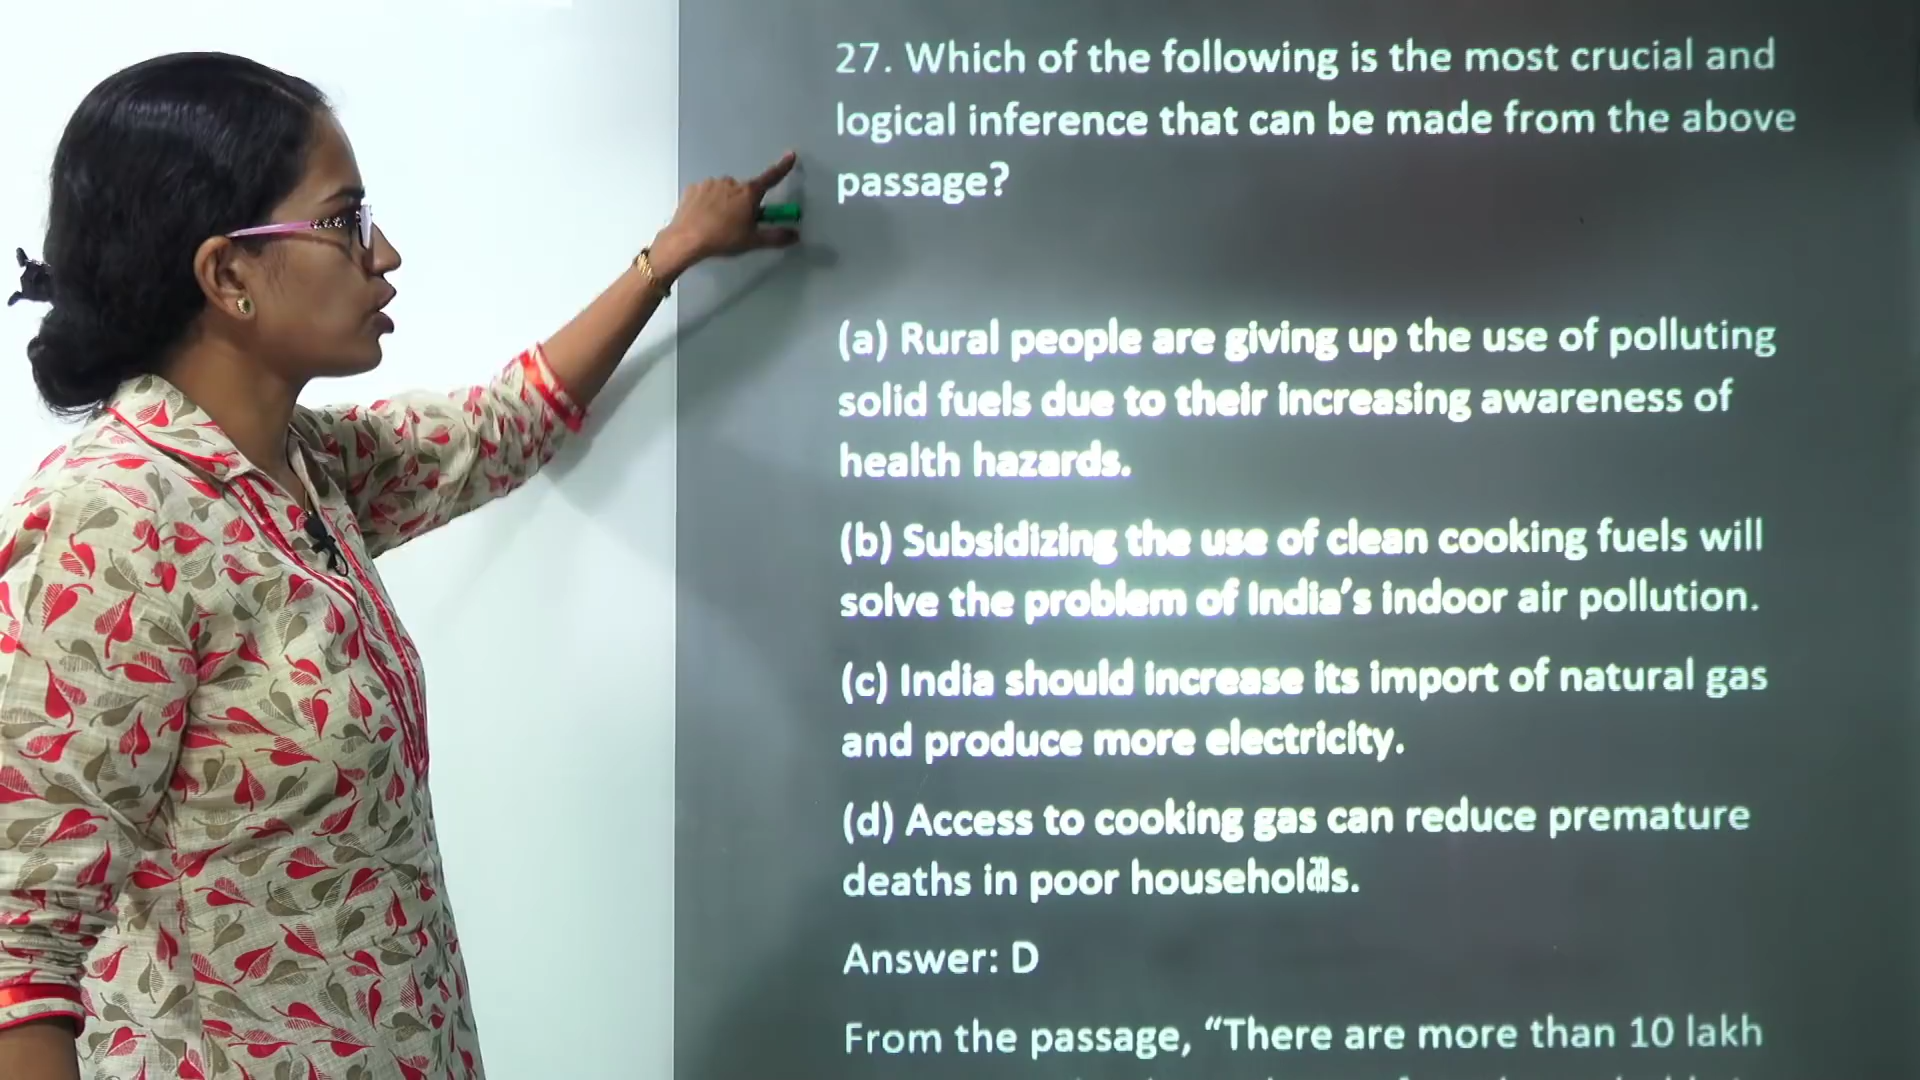 27. Which of the following is the most crucial and
logical inference that can be made from the above
passage?
(a) Rural people are giving up the use of polluting
solid fuels due to their increasing awareness of
health hazards.
(b) Subsidizing the use of clean cooking fuels will
solve the problem of India’s indoor air pollution.
(c) India should increase its import of natural gas
and produce more electricity.
(d) Access to cooking gas can reduce premature
deaths in poor households.
Answer: D
From the passage, “There are more than 10 lakh